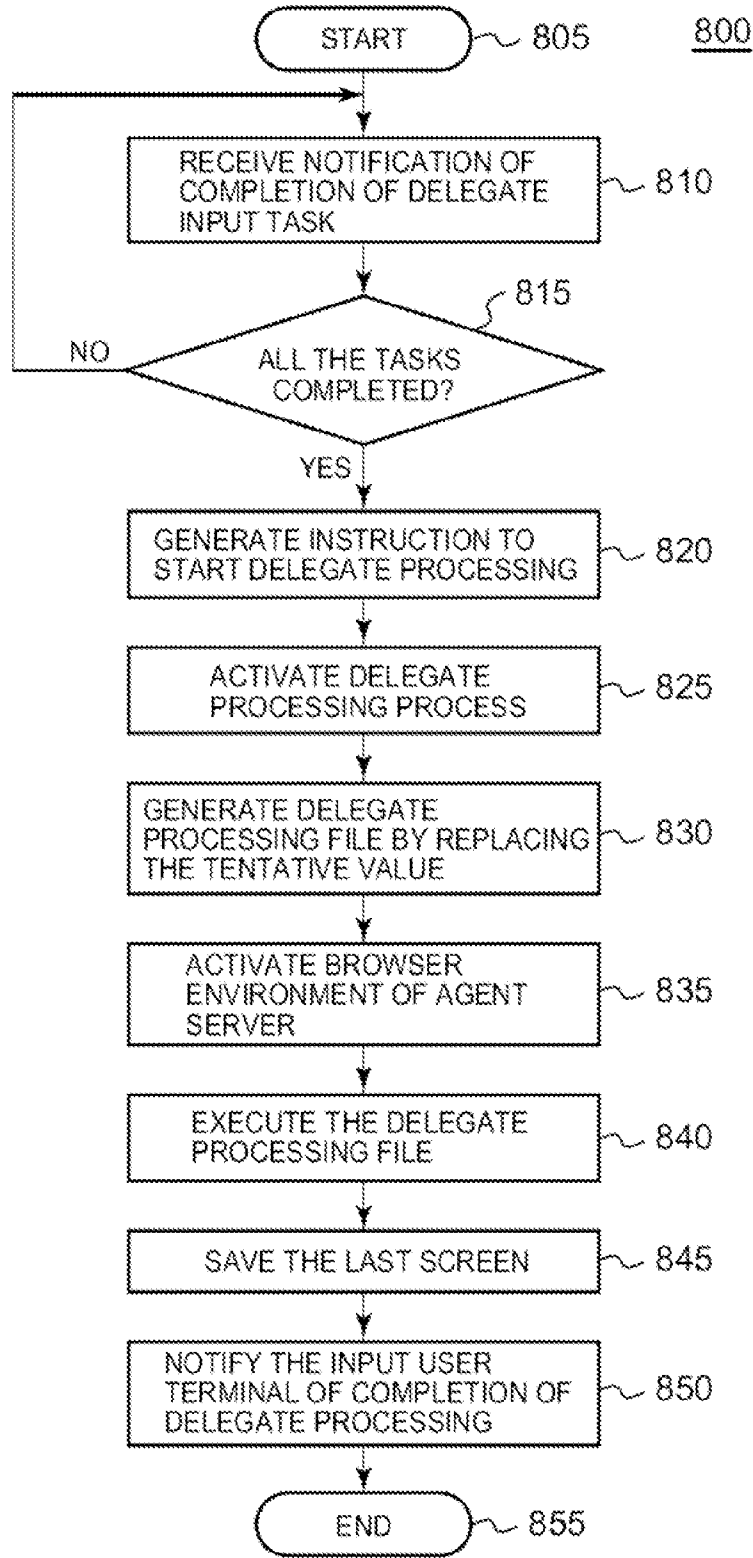 START
805
800
RECEIVE NOTIFICATION OF
COMPLETION OF DELEGATE
INPUT TASK
810
815
NO
ALL THE TASKS
COMPLETED?
YES
GENERATE INSTRUCTION TO
START DELEGATE PROCESSING
820
ACTIVATE DELEGATE
PROCESSING PROCESS
825
GENERATE DELEGATE
PROCESSING FILE BY REPLACING
THE TENTATIVE VALUE
830
ACTIVATE BROWSER
ENVIRONMENT OF AGENT
SERVER
835
EXECUTE THE DELEGATE
PROCESSING FILE
840
SAVE THE LAST SCREEN
845
NOTIFY THE INPUT USER
TERMINAL OF COMPLETION OF
DELEGATE PROCESSING
850
END
855